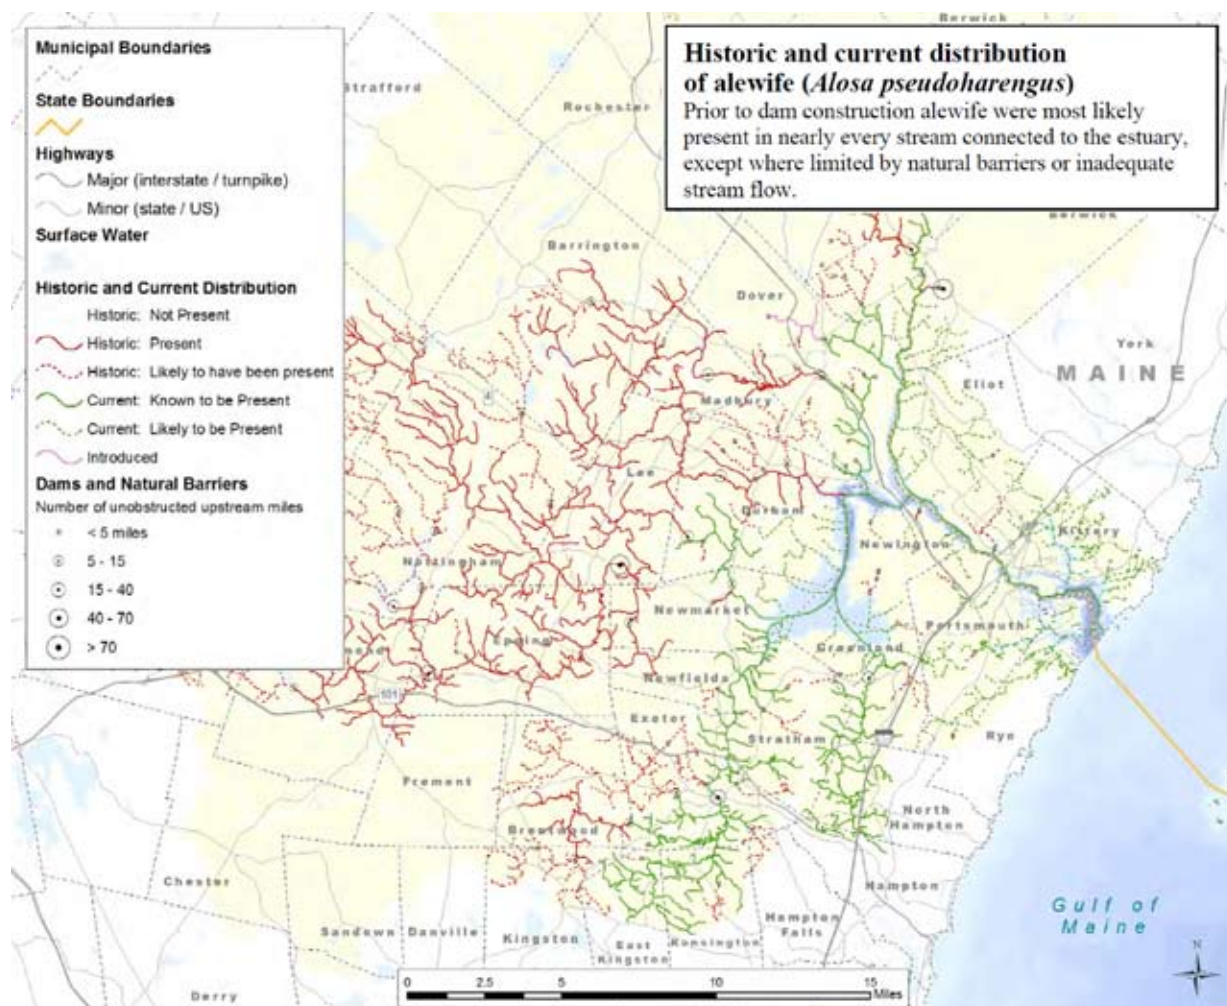 Municipal Boundaries
State Boundaries
Highways
Major (interstate / turnpike)
Minor (state / US)
Surface Water
Historic and Current Distribution
Historic: Not Present
Historic: Present
Historic: Likely to have been present
Current: Known to be Present
Current: Likely to be Present
Introduced
Dams and Natural Barriers
Number of unobstructed upstream miles
< 5 miles
5 - 15
15 - 40
40 - 70
> 70
Historic and current distribution
of alewife (Alosa pseudoharengus)
Prior to dam construction alewife were most likely
present in nearly every stream connected to the estuary,
except where limited by natural barriers or inadequate
stream flow.
Berwick
Strafford
Rochester
Berwick
Barrington
Dover
York
MAINE
Eliot
Madbury
4
Lee
Durham
Kittery
Newington
Nottingham
Newmarket
Portsmouth
Epping
Greenland
mond
Newfields
101
Exeter
Stratham
Rye
Fremont
North
Hampton
Brentwood
Chester
Hampton
Gulf of
Maine
Hampton
Falls
Sandown
Danville
Kingston
East
Kingston
Kensington
N
Derry
0 2.5 5 10 15
Miles